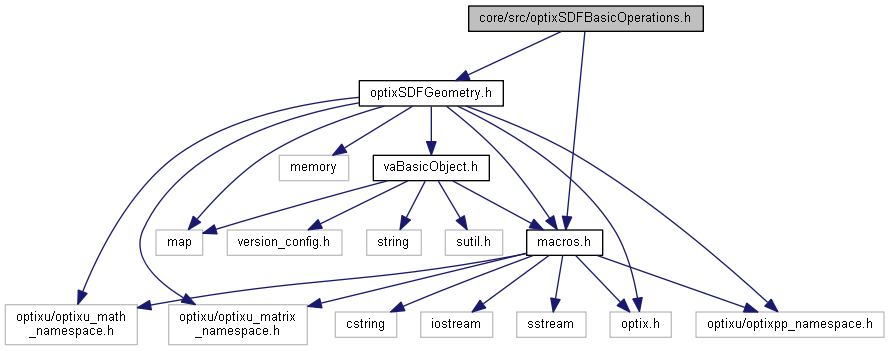 core/src/optixSDFBasicOperations.h
optixSDFGeometry.h
memory
vaBasicObject.h
map
version_config.h
string
sutil.h
macros.h
optixu/optixu_math
_namespace.h
optixu/optixu_matrix
_namespace.h
cstring
iostream
sstream
optix.h
optixu/optixpp_namespace.h